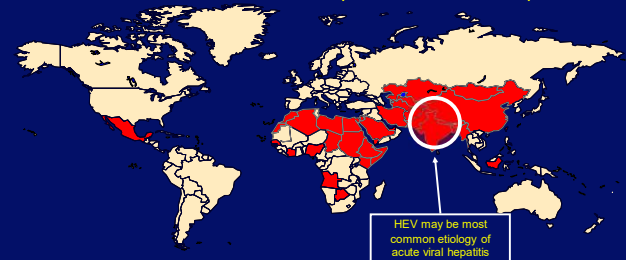 HEV may be most
common etiology of
acute viral hepatitis